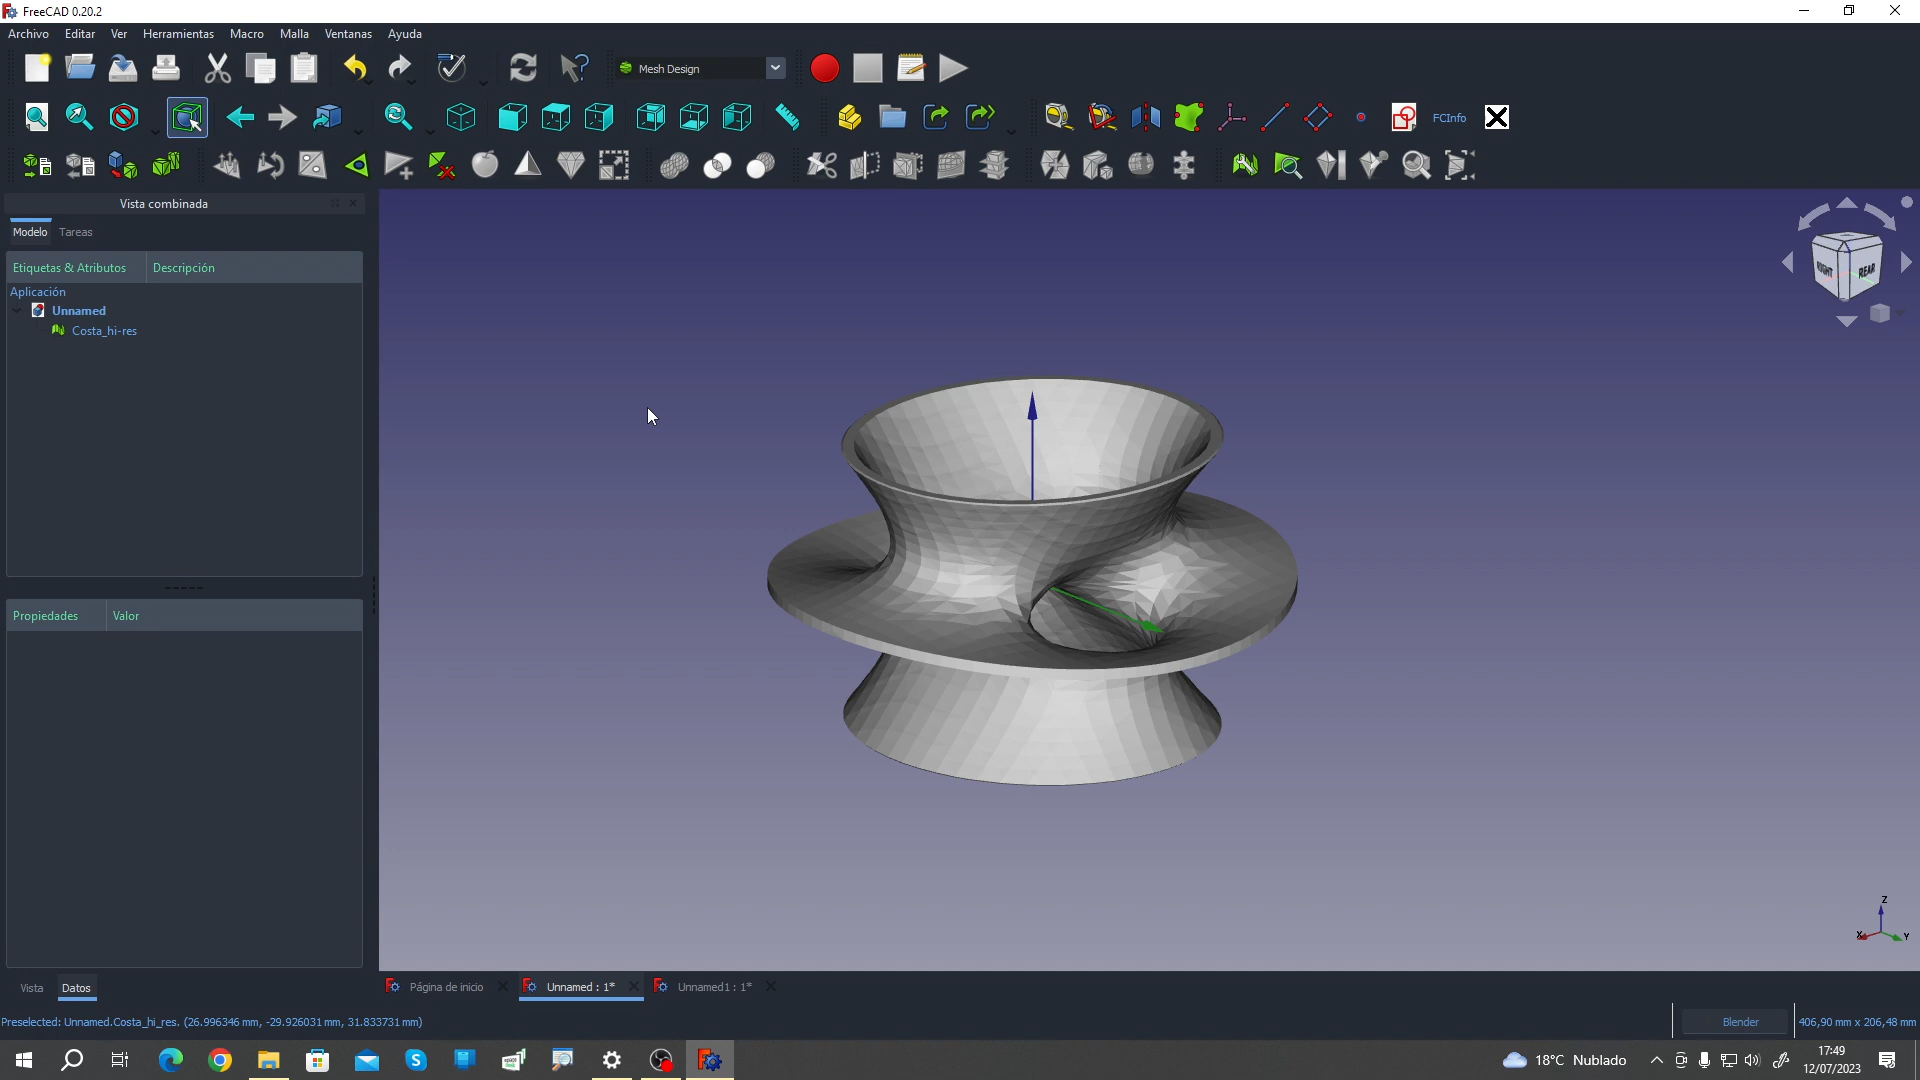 FreeCAD 0.20.2
Archivo Editar Ver Herramientas Macro Malla Ventanas Ayuda
Mesh Design
FCInfo
Vista combinada
Modelo Tareas
Etiquetas & Atributos Descripción
Aplicación
Unnamed
Costa_hi-res
RIGHT REAR
Propiedades Valor
Z
X Y
Vista Datos
Página de inicio Unnamed : 1* Unnamed1 : 1*
Preselected: Unnamed.Costa_hi_res. (26.996346 mm, -29.926031 mm, 31.833731 mm)
Blender 406,90 mm x 206,48 mm
18°C Nublado
17:49
12/07/2023